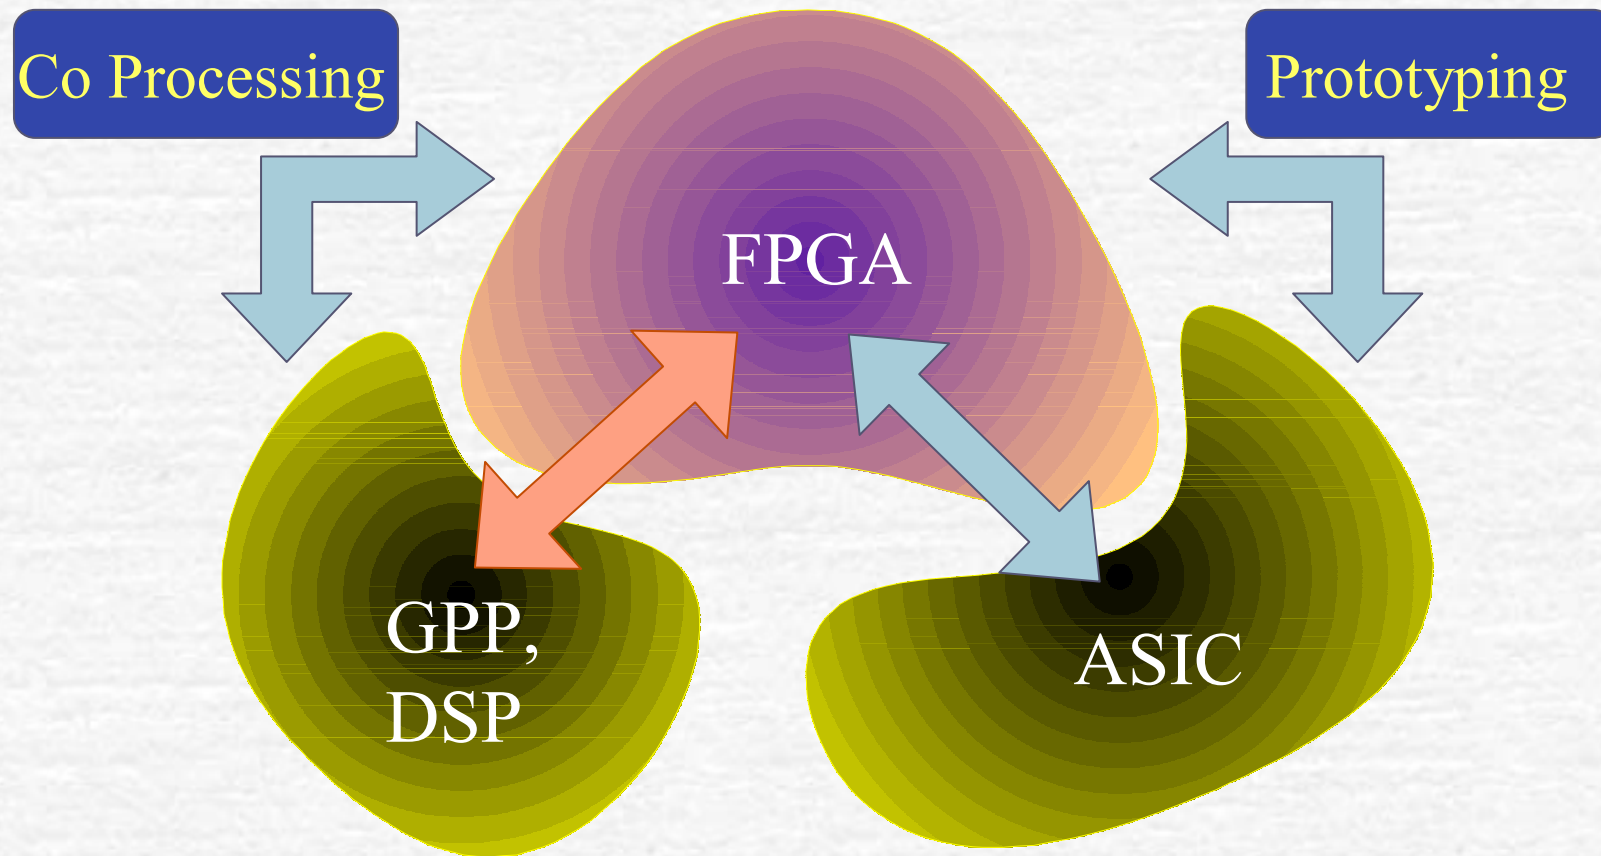 Co Processing
Prototyping
FPGA
GPP,
DSP
ASIC